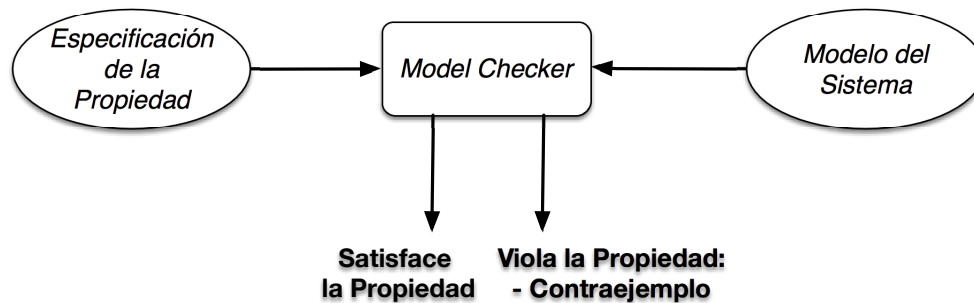 Especificación
de la
Propiedad
Model Checker
Modelo del
Sistema
Satisface
la Propiedad
Viola la Propiedad:
- Contraejemplo